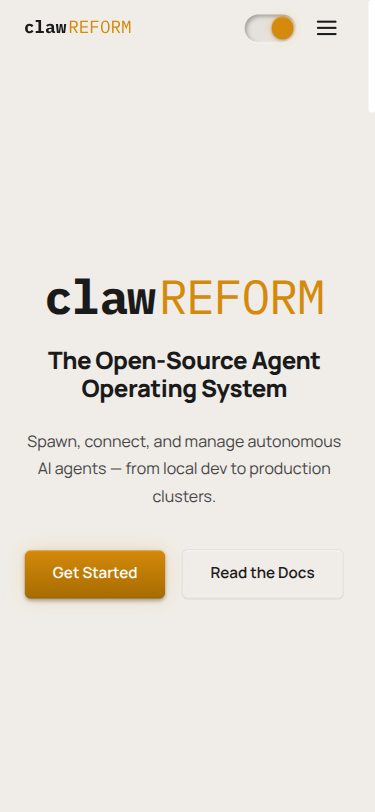 clawREFORM
clawREFORM
The Open-Source Agent
Operating System
Spawn, connect, and manage autonomous
AI agents — from local dev to production
clusters.
Get Started
Read the Docs